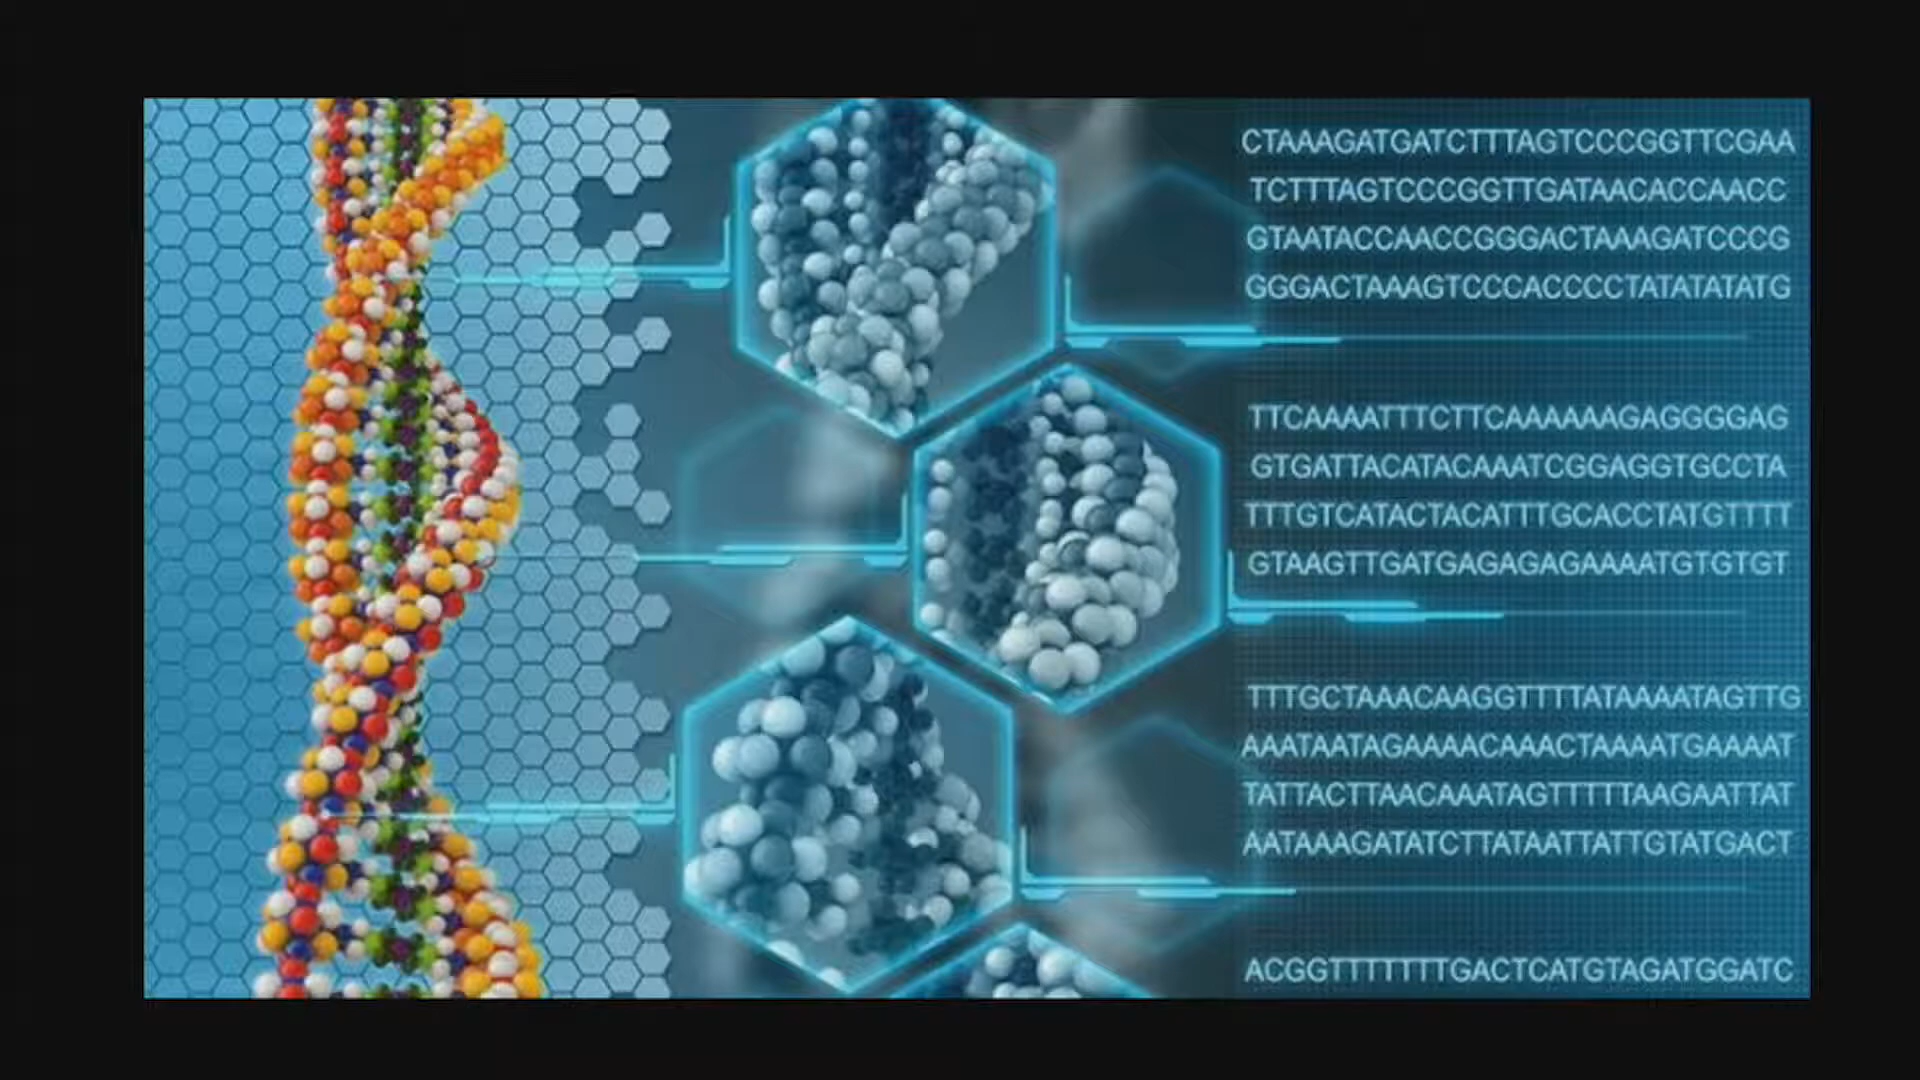 CTAAAGATGATCTTTAGTCCCGGTTCGAA
TCTTTAGTCCCGGTTGATAACACCAACC
GTAATACCAACCGGGACTAAAGATCCCG
GGGACTAAAGTCCCACCCCTATATATATG
TTCAAAATTTCTTCAAAAAAGAGGGGAG
GTGATTACATACAAATCGGAGGTGCCTA
TTTGTCATACTACATTTGCACCTATGTTTT
GTAAGTTGATGAGAGAGAAAATGTGTGT
TTTGCTAAACAAGGTTTTATAAAATAGTTG
AAATAATAGAAAACAAACTAAAATGAAAAT
TATTACTTAACAAATAGTTTTTAAGAATTAT
AATAAAGATATCTTATAATTATTGTATGACT
ACGGTTTTTTTGACTCATGTAGATGGATC